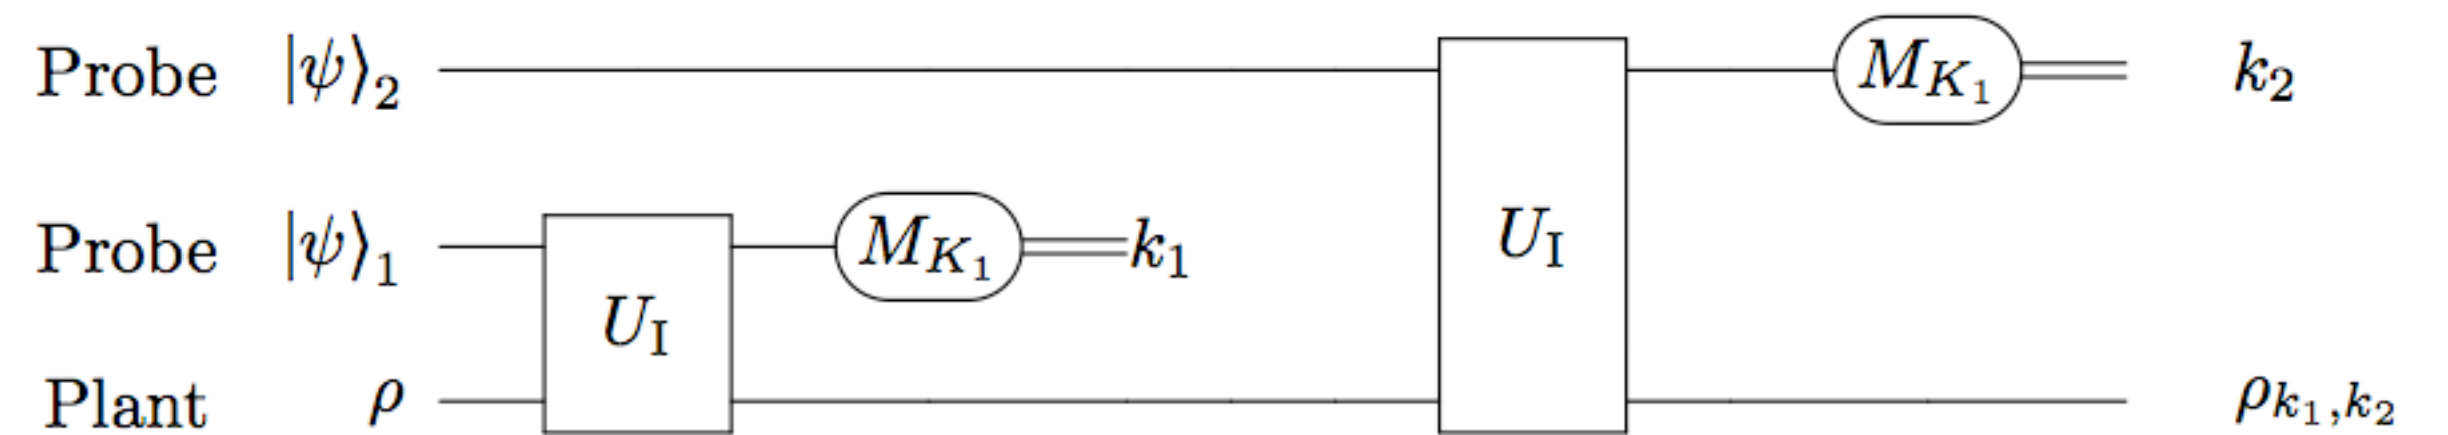 Probe |ψ⟩₂ M_{K₁} k₂
Probe |ψ⟩₁ U_I M_{K₁} k₁ U_I
Plant ρ ρ_{k₁,k₂}